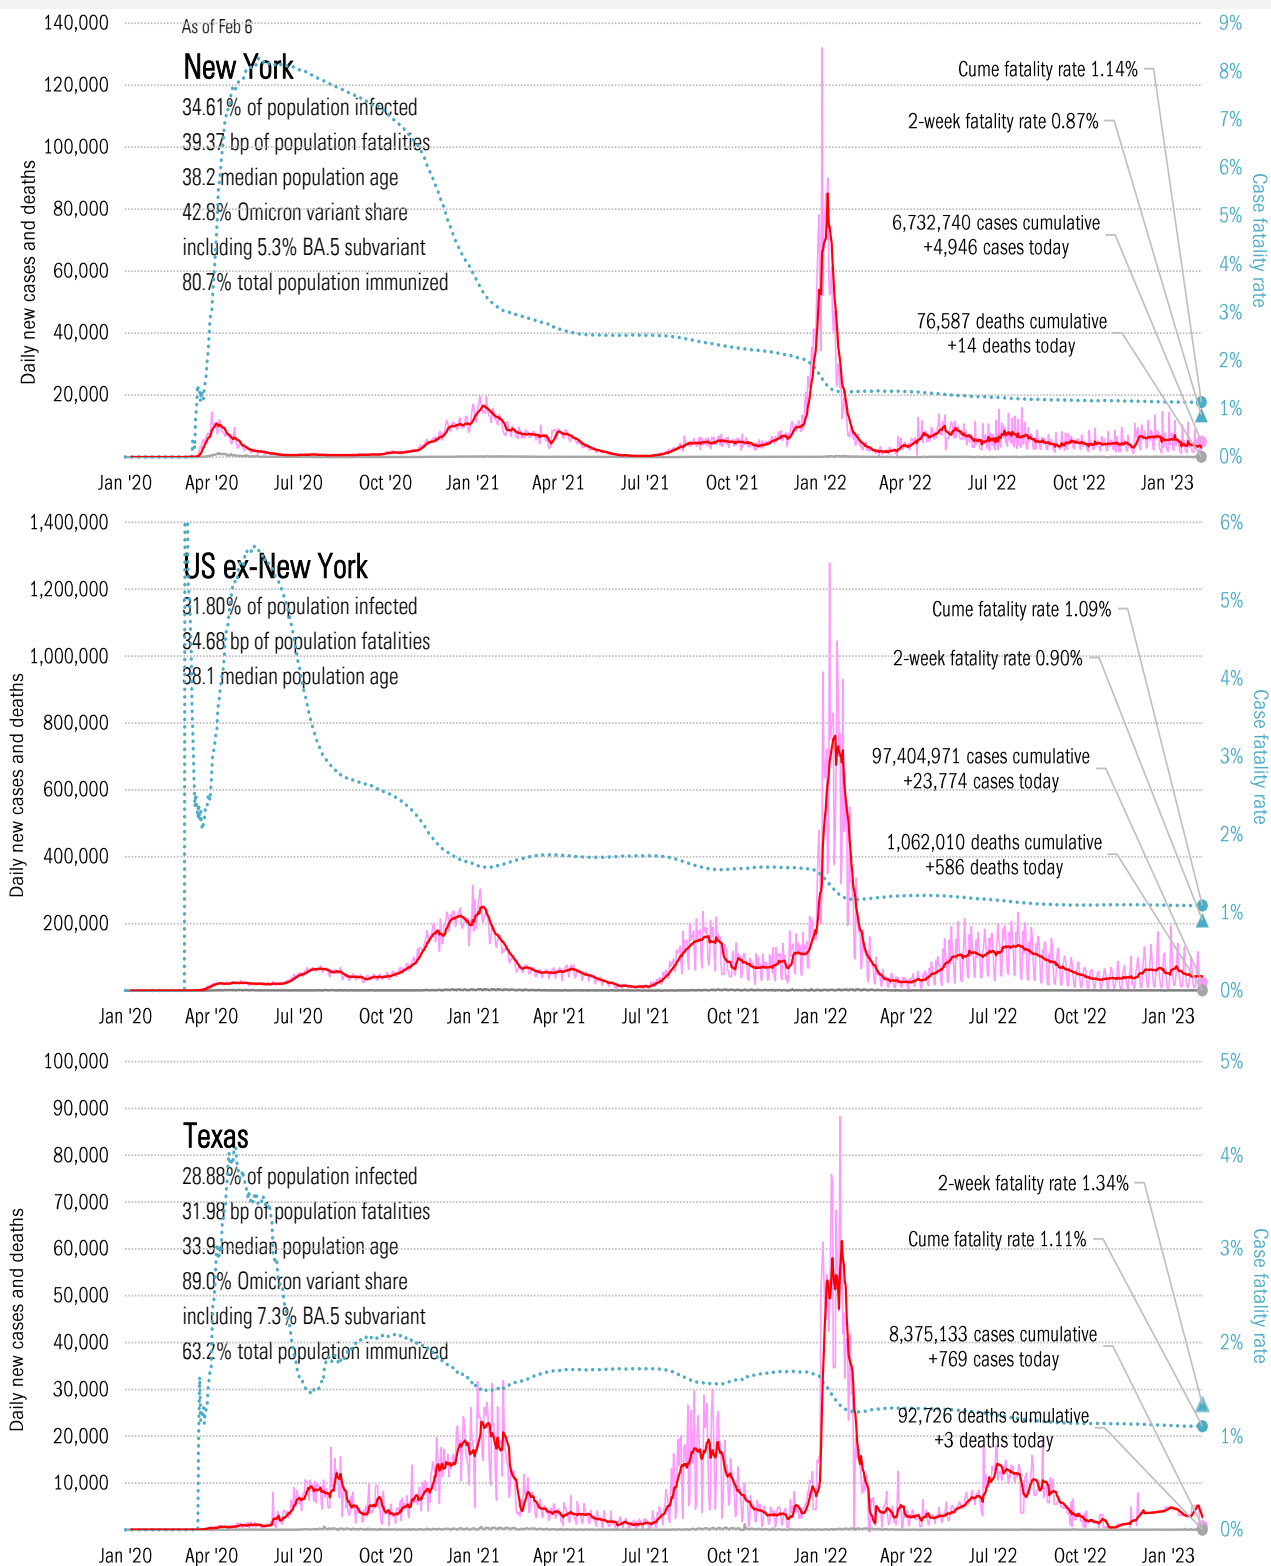 As of Feb 6
New York
34.61% of population infected
39.37 bp of population fatalities
38.2 median population age
42.8% Omicron variant share
including 5.3% BA.5 subvariant
80.7% total population immunized
Cume fatality rate 1.14%
2-week fatality rate 0.87%
6,732,740 cases cumulative
+4,946 cases today
76,587 deaths cumulative
+14 deaths today
Daily new cases and deaths
140,000
120,000
100,000
80,000
60,000
40,000
20,000
9%
8%
7%
6%
5%
4%
3%
2%
1%
0%
Case fatality rate
Jan '20 Apr '20 Jul '20 Oct '20 Jan '21 Apr '21 Jul '21 Oct '21 Jan '22 Apr '22 Jul '22 Oct '22 Jan '23
US ex-New York
31.80% of population infected
34.68 bp of population fatalities
38.1 median population age
Cume fatality rate 1.09%
2-week fatality rate 0.90%
97,404,971 cases cumulative
+23,774 cases today
1,062,010 deaths cumulative
+586 deaths today
Daily new cases and deaths
1,400,000
1,200,000
1,000,000
800,000
600,000
400,000
200,000
6%
5%
4%
3%
2%
1%
0%
Case fatality rate
Jan '20 Apr '20 Jul '20 Oct '20 Jan '21 Apr '21 Jul '21 Oct '21 Jan '22 Apr '22 Jul '22 Oct '22 Jan '23
Texas
28.88% of population infected
31.98 bp of population fatalities
33.9 median population age
89.0% Omicron variant share
including 7.3% BA.5 subvariant
63.2% total population immunized
2-week fatality rate 1.34%
Cume fatality rate 1.11%
8,375,133 cases cumulative
+769 cases today
92,726 deaths cumulative
+3 deaths today
Daily new cases and deaths
100,000
90,000
80,000
70,000
60,000
50,000
40,000
30,000
20,000
10,000
5%
4%
3%
2%
1%
0%
Case fatality rate
Jan '20 Apr '20 Jul '20 Oct '20 Jan '21 Apr '21 Jul '21 Oct '21 Jan '22 Apr '22 Jul '22 Oct '22 Jan '23